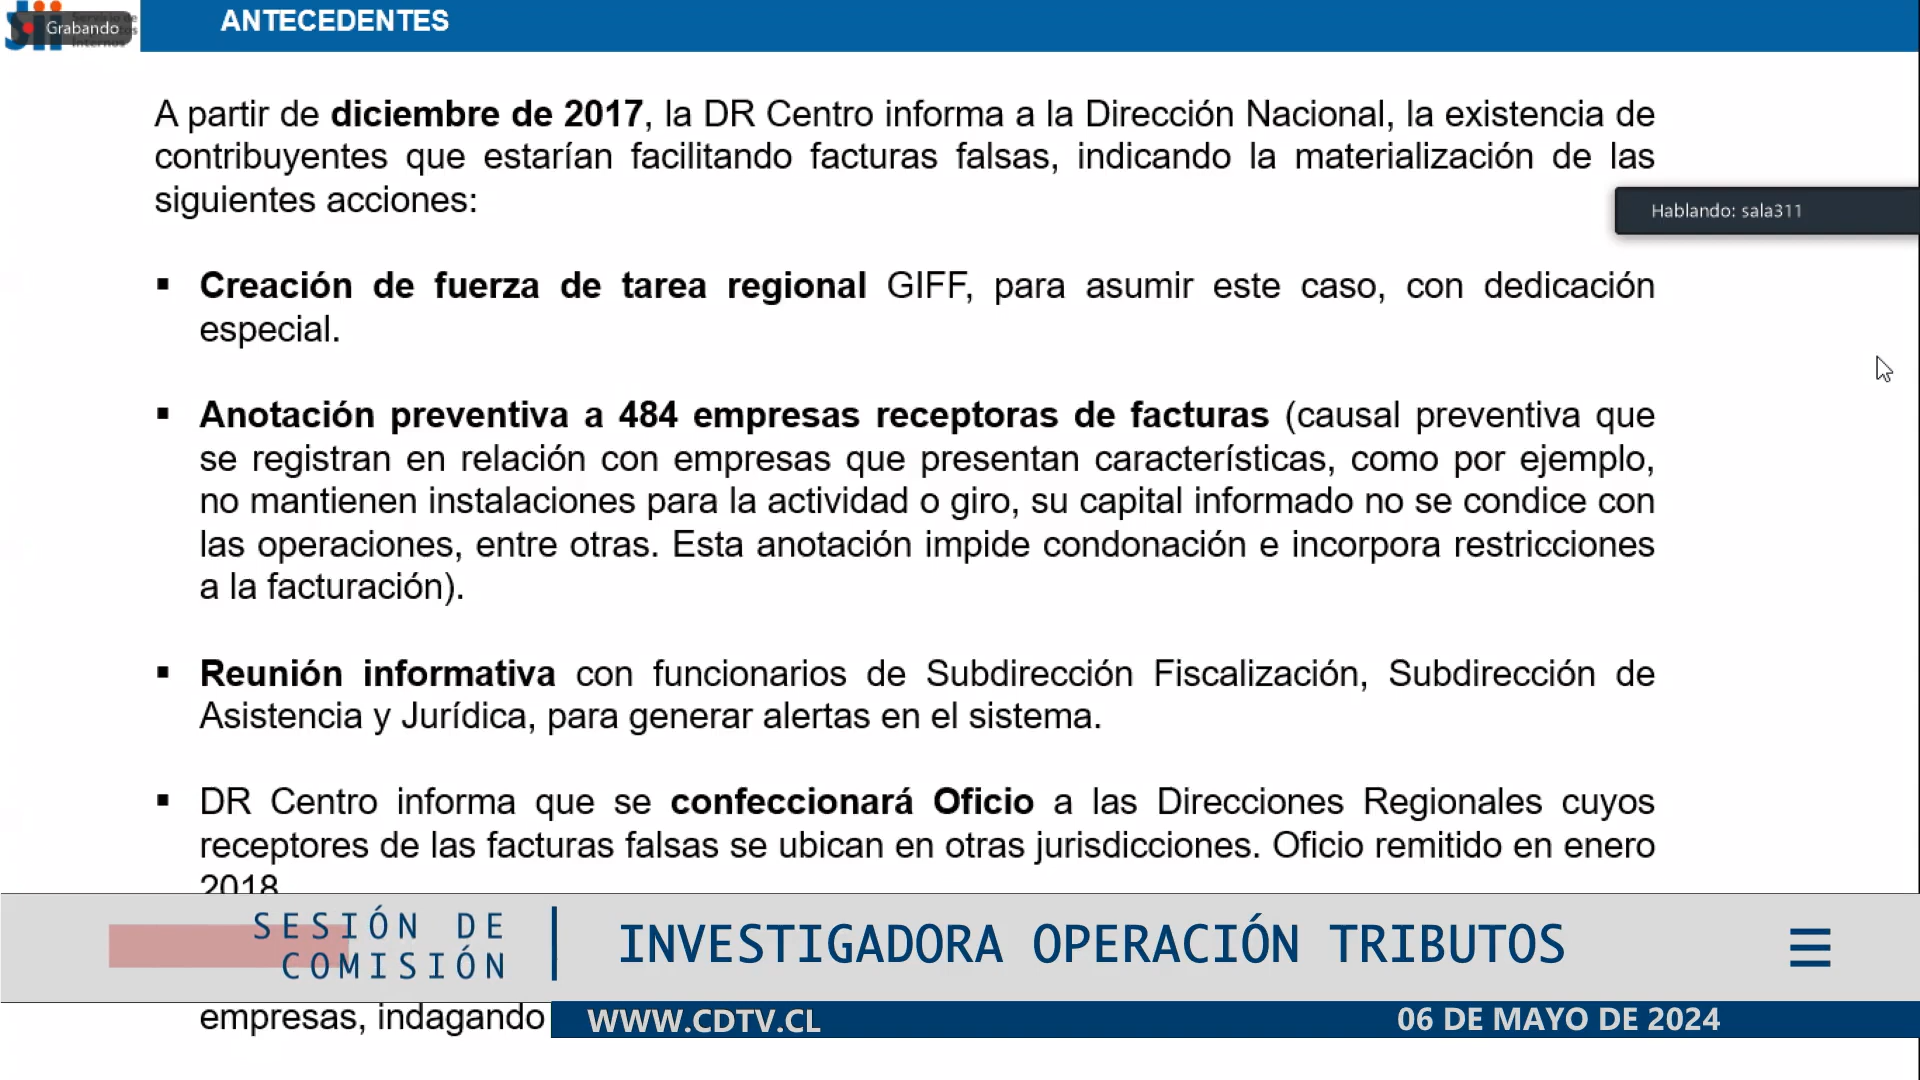 sii
Grabando
ANTECEDENTES
A partir de diciembre de 2017, la DR Centro informa a la Dirección Nacional, la existencia de
contribuyentes que estarían facilitando facturas falsas, indicando la materialización de las
siguientes acciones:
Hablando: sala311
▪ Creación de fuerza de tarea regional GIFF, para asumir este caso, con dedicación
especial.
▪ Anotación preventiva a 484 empresas receptoras de facturas (causal preventiva que
se registran en relación con empresas que presentan características, como por ejemplo,
no mantienen instalaciones para la actividad o giro, su capital informado no se condice con
las operaciones, entre otras. Esta anotación impide condonación e incorpora restricciones
a la facturación).
▪ Reunión informativa con funcionarios de Subdirección Fiscalización, Subdirección de
Asistencia y Jurídica, para generar alertas en el sistema.
▪ DR Centro informa que se confeccionará Oficio a las Direcciones Regionales cuyos
receptores de las facturas falsas se ubican en otras jurisdicciones. Oficio remitido en enero
2018
SESIÓN DE
COMISIÓN
INVESTIGADORA OPERACIÓN TRIBUTOS
empresas, indagando
WWW.CDTV.CL
06 DE MAYO DE 2024